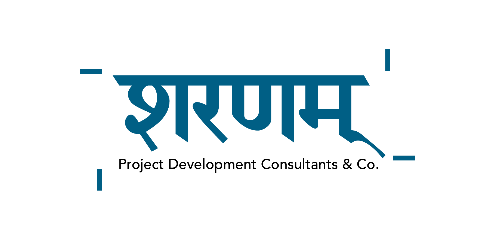 शरणम्
Project Development Consultants & Co.